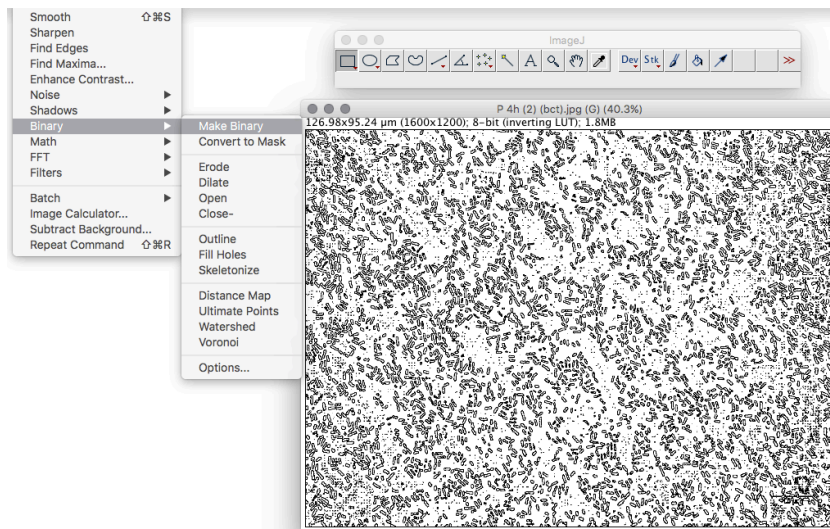 Smooth ⇧⌘S
Sharpen
Find Edges
Find Maxima...
Enhance Contrast...
Noise
Shadows
Binary
Math
FFT
Filters
Batch
Image Calculator...
Subtract Background...
Repeat Command ⇧⌘R
Make Binary
Convert to Mask
Erode
Dilate
Open
Close-
Outline
Fill Holes
Skeletonize
Distance Map
Ultimate Points
Watershed
Voronoi
Options...
ImageJ
A Dev Stk >>
P 4h (2) (bct).jpg (G) (40.3%)
126.98x95.24 µm (1600x1200); 8-bit (inverting LUT); 1.8MB